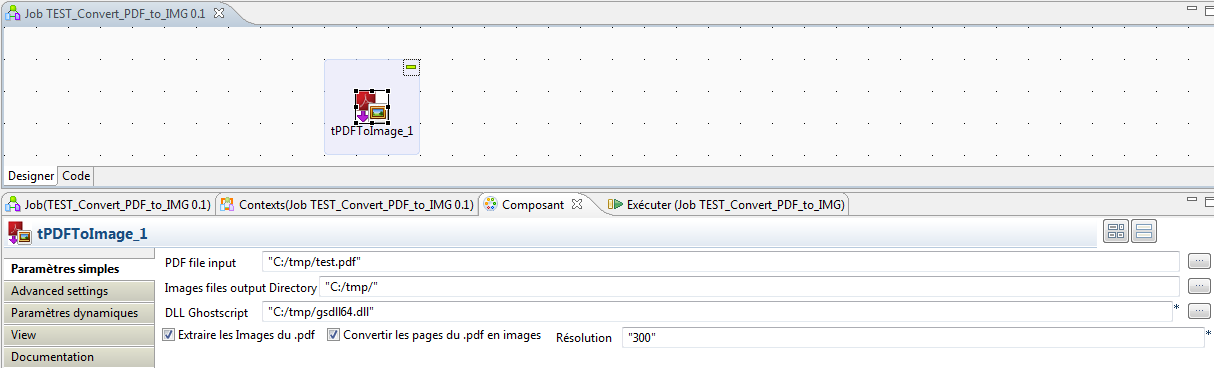 Job TEST_Convert_PDF_to_IMG 0.1
tPDFToImage_1
Designer Code
Job(TEST_Convert_PDF_to_IMG 0.1) Contexts(Job TEST_Convert_PDF_to_IMG 0.1) Composant Exécuter (Job TEST_Convert_PDF_to_IMG)
tPDFToImage_1
Paramètres simples PDF file input "C:/tmp/test.pdf" ...
Advanced settings Images files output Directory "C:/tmp/" ...
Paramètres dynamiques DLL Ghostscript "C:/tmp/gsdll64.dll" * ...
View Extraire les Images du .pdf Convertir les pages du .pdf en images Résolution "300" *
Documentation